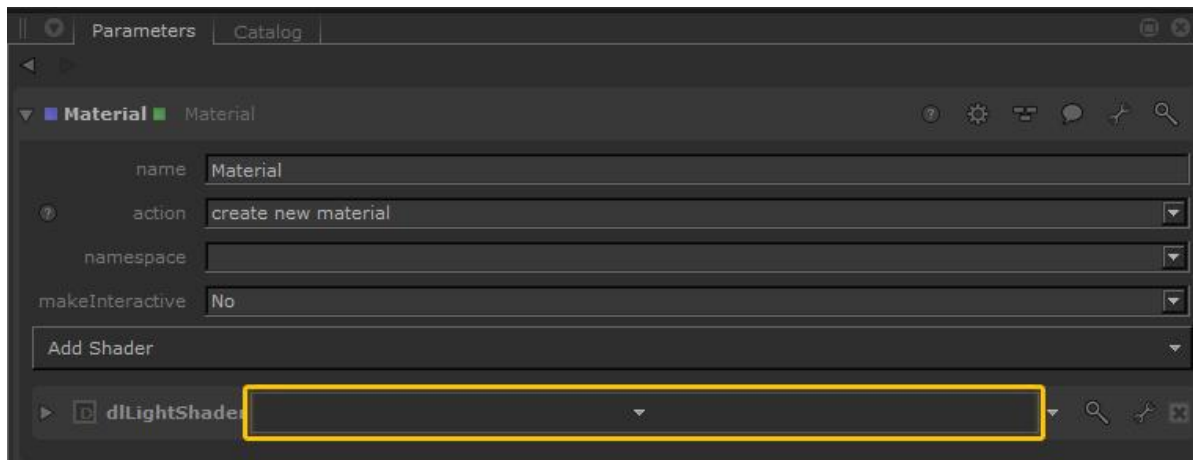 Parameters Catalog
Material Material
name Material
action create new material
namespace
makeInteractive No
Add Shader
D dlLightShader